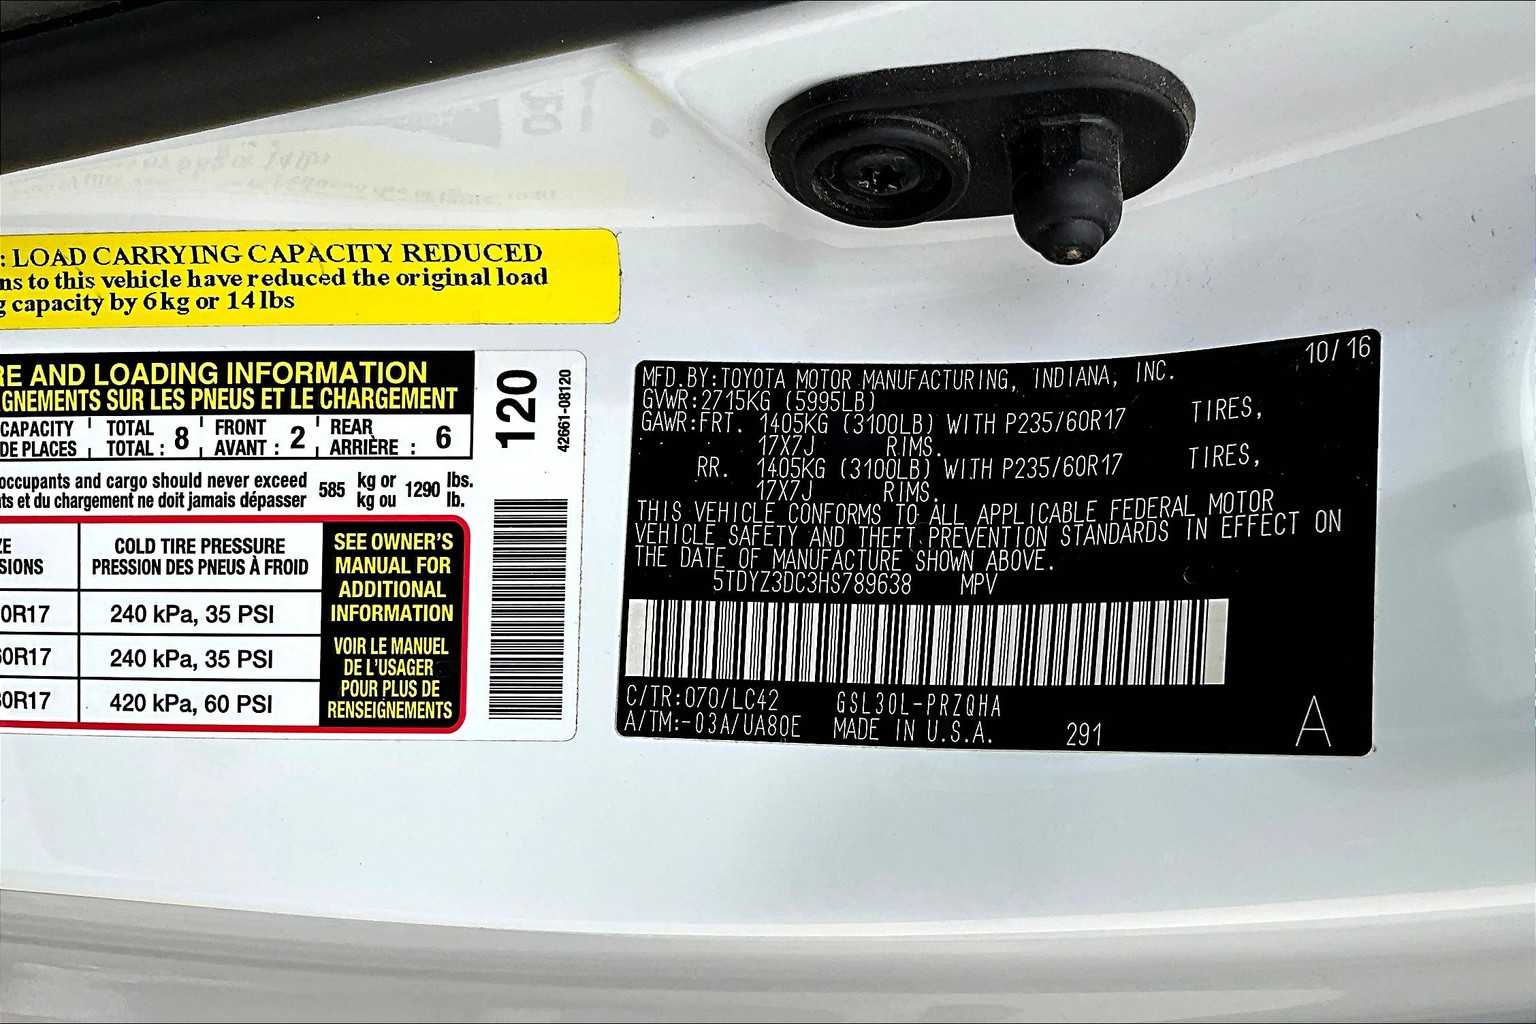 : LOAD CARRYING CAPACITY REDUCED
ns to this vehicle have reduced the original load
g capacity by 6kg or 14lbs
RE AND LOADING INFORMATION
GNEMENTS SUR LES PNEUS ET LE CHARGEMENT
CAPACITY TOTAL FRONT REAR
DE PLACES TOTAL : 8 AVANT : 2 ARRIÈRE : 6
occupants and cargo should never exceed 585 kg or 1290 lbs.
ts et du chargement ne doit jamais dépasser kg ou lb.
ZE COLD TIRE PRESSURE
SIONS PRESSION DES PNEUS À FROID
0R17 240 kPa, 35 PSI
60R17 240 kPa, 35 PSI
80R17 420 kPa, 60 PSI
SEE OWNER'S
MANUAL FOR
ADDITIONAL
INFORMATION
VOIR LE MANUEL
DE L'USAGER
POUR PLUS DE
RENSEIGNEMENTS
120
42661-08120
10/16
MFD.BY:TOYOTA MOTOR MANUFACTURING, INDIANA, INC.
GVWR:2715KG (5995LB)
GAWR:FRT. 1405KG (3100LB) WITH P235/60R17 TIRES,
17X7J RIMS.
RR. 1405KG (3100LB) WITH P235/60R17 TIRES,
17X7J RIMS.
THIS VEHICLE CONFORMS TO ALL APPLICABLE FEDERAL MOTOR
VEHICLE SAFETY AND THEFT PREVENTION STANDARDS IN EFFECT ON
THE DATE OF MANUFACTURE SHOWN ABOVE.
5TDYZ3DC3HS789638 MPV
C/TR:070/LC42 GSL30L-PRZQHA
A/TM:-03A/UA80E MADE IN U.S.A. 291
A